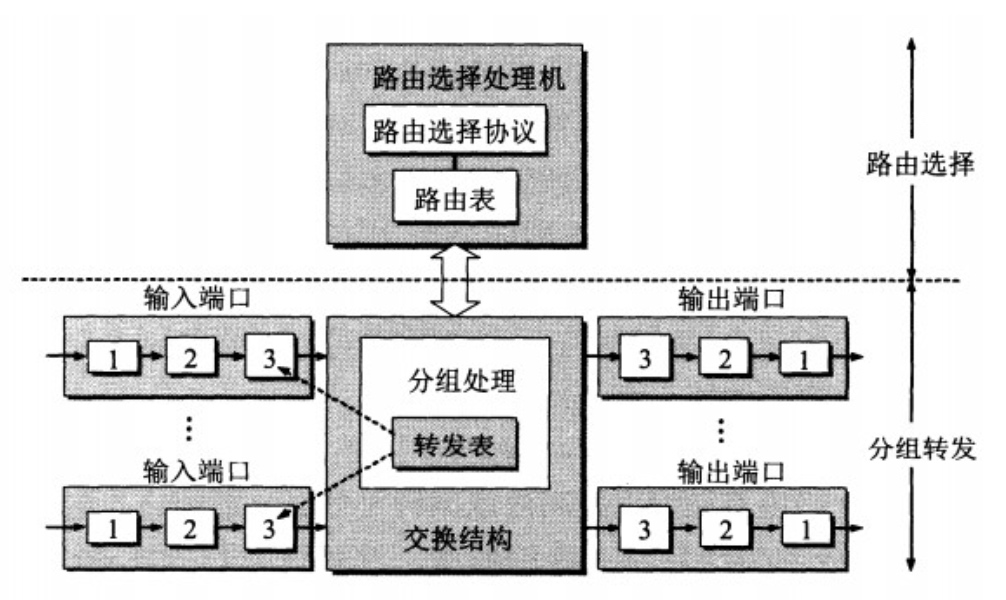 路由选择处理机
路由选择协议
路由表
路由选择
输入端口
输出端口
1 2 3
分组处理
3 2 1
转发表
分组转发
⋮
⋮
输入端口
输出端口
1 2 3
交换结构
3 2 1